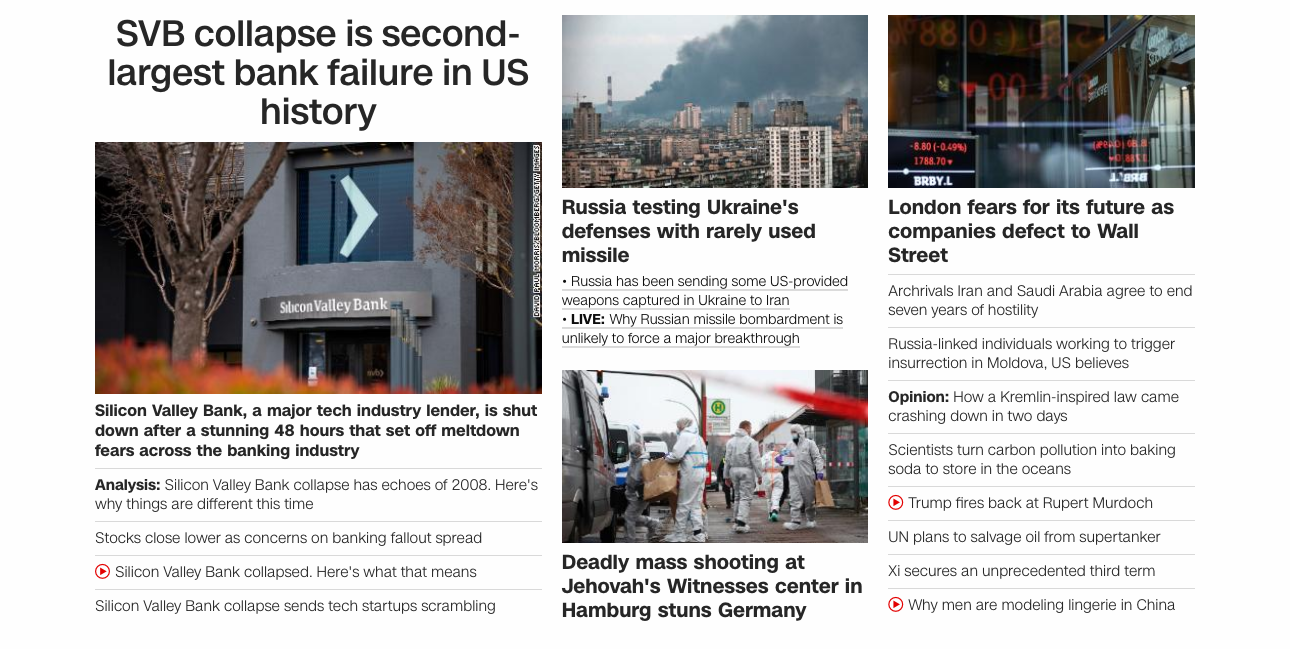 SVB collapse is second-
largest bank failure in US
history
DAVID PAUL MORRIS/BLOOMBERG/GETTY IMAGES
Silicon Valley Bank
Silicon Valley Bank, a major tech industry lender, is shut
down after a stunning 48 hours that set off meltdown
fears across the banking industry
Analysis: Silicon Valley Bank collapse has echoes of 2008. Here's
why things are different this time
Stocks close lower as concerns on banking fallout spread
Silicon Valley Bank collapsed. Here's what that means
Silicon Valley Bank collapse sends tech startups scrambling
Russia testing Ukraine's
defenses with rarely used
missile
• Russia has been sending some US-provided
weapons captured in Ukraine to Iran
• LIVE: Why Russian missile bombardment is
unlikely to force a major breakthrough
H
Deadly mass shooting at
Jehovah's Witnesses center in
Hamburg stuns Germany
-8.80 (-0.49%)
1788.70▼
BRBY.L
London fears for its future as
companies defect to Wall
Street
Archrivals Iran and Saudi Arabia agree to end
seven years of hostility
Russia-linked individuals working to trigger
insurrection in Moldova, US believes
Opinion: How a Kremlin-inspired law came
crashing down in two days
Scientists turn carbon pollution into baking
soda to store in the oceans
Trump fires back at Rupert Murdoch
UN plans to salvage oil from supertanker
Xi secures an unprecedented third term
Why men are modeling lingerie in China